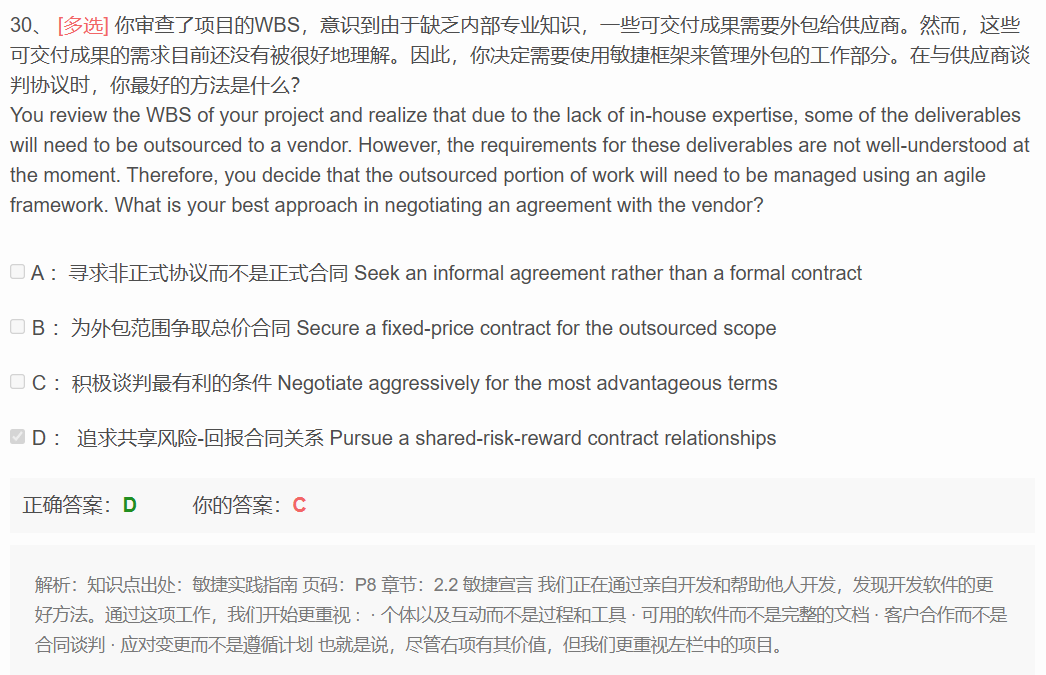 30、 [多选] 你审查了项目的WBS，意识到由于缺乏内部专业知识，一些可交付成果需要外包给供应商。然而，这些
可交付成果的需求目前还没有被很好地理解。因此，你决定需要使用敏捷框架来管理外包的工作部分。在与供应商谈
判协议时，你最好的方法是什么？
You review the WBS of your project and realize that due to the lack of in-house expertise, some of the deliverables
will need to be outsourced to a vendor. However, the requirements for these deliverables are not well-understood at
the moment. Therefore, you decide that the outsourced portion of work will need to be managed using an agile
framework. What is your best approach in negotiating an agreement with the vendor?
A： 寻求非正式协议而不是正式合同 Seek an informal agreement rather than a formal contract
B： 为外包范围争取总价合同 Secure a fixed-price contract for the outsourced scope
C： 积极谈判最有利的条件 Negotiate aggressively for the most advantageous terms
D： 追求共享风险-回报合同关系 Pursue a shared-risk-reward contract relationships
正确答案：D 你的答案：C
解析：知识点出处：敏捷实践指南 页码：P8 章节：2.2 敏捷宣言 我们正在通过亲自开发和帮助他人开发，发现开发软件的更
好方法。通过这项工作，我们开始更重视：· 个体以及互动而不是过程和工具 · 可用的软件而不是完整的文档 · 客户合作而不是
合同谈判 · 应对变更而不是遵循计划 也就是说，尽管右项有其价值，但我们更重视左栏中的项目。